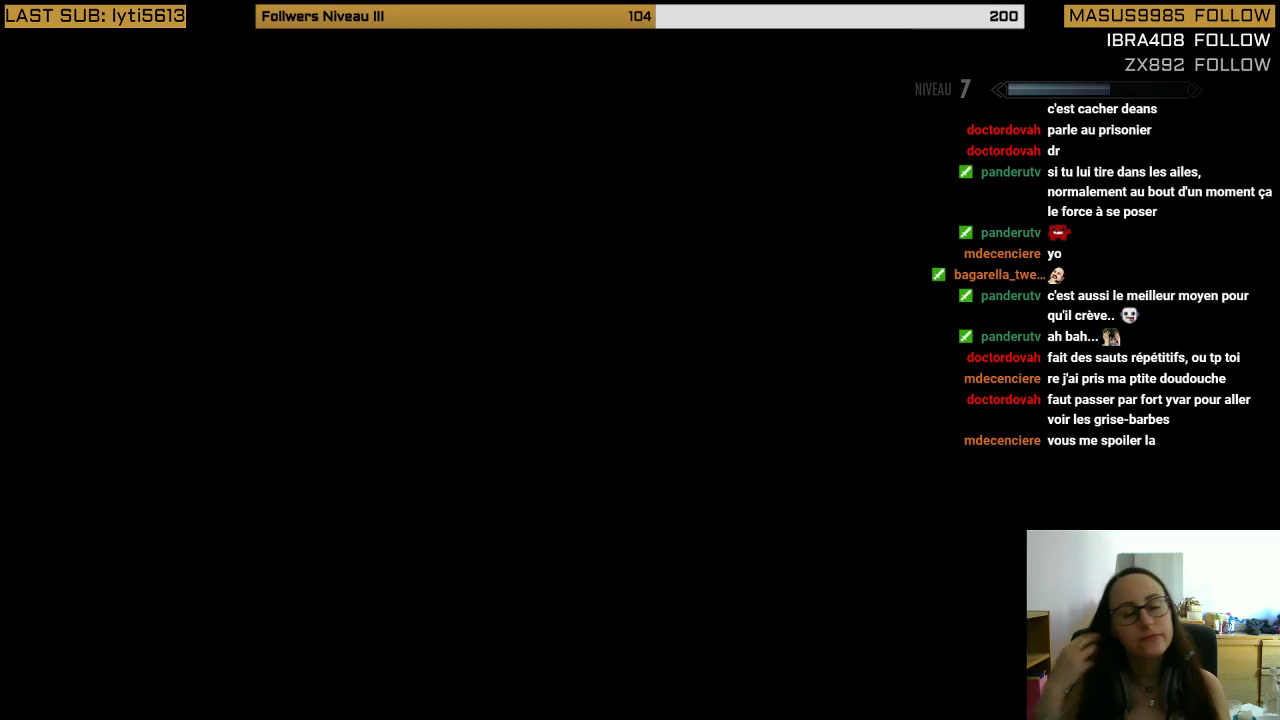 LAST SUB: lyti5613
Follwers Niveau III 104 200
MASUS9985 FOLLOW
IBRA408 FOLLOW
ZX892 FOLLOW
NIVEAU 7
c'est cacher deans
doctordovah parle au prisonier
doctordovah dr
panderutv si tu lui tire dans les ailes,
normalement au bout d'un moment ça
le force à se poser
panderutv
mdecenciere yo
bagarella_twe...
panderutv c'est aussi le meilleur moyen pour
qu'il crève..
panderutv ah bah...
doctordovah fait des sauts répétitifs, ou tp toi
mdecenciere re j'ai pris ma ptite doudouche
doctordovah faut passer par fort yvar pour aller
voir les grise-barbes
mdecenciere vous me spoiler la